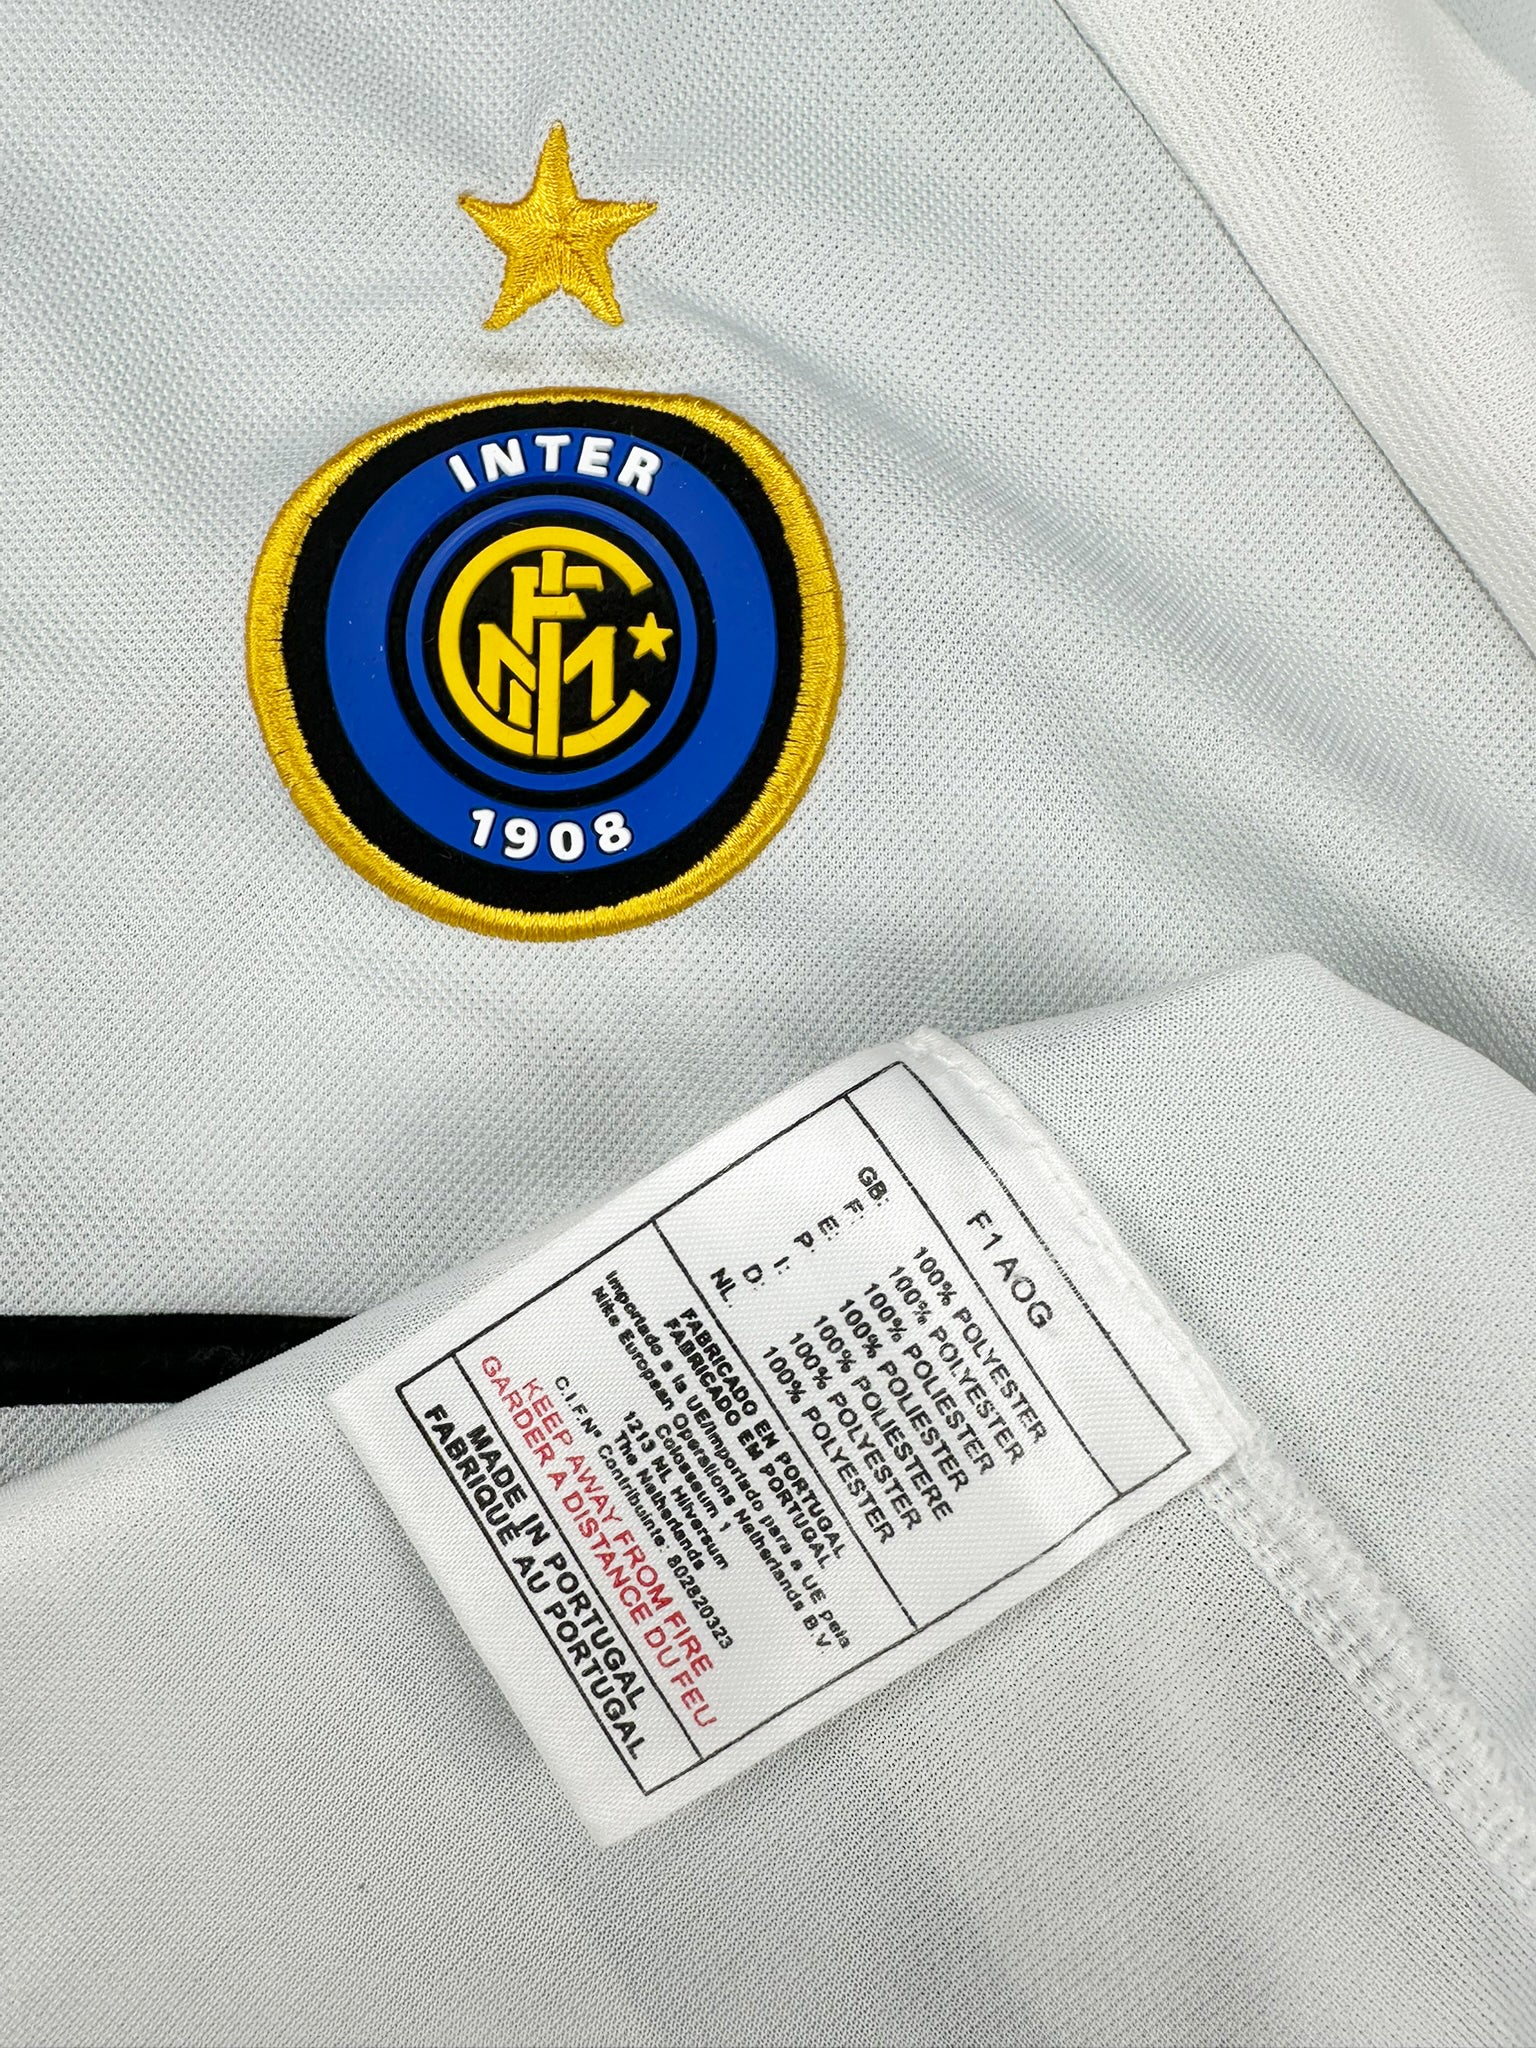 INTER
FCIM
1908
F1 AOG
GB: 100% POLYESTER
F: 100% POLYESTER
E: 100% POLIESTER
P: 100% POLIESTER
I: 100% POLIESTERE
D: 100% POLYESTER
NL. 100% POLYESTER
FABRICADO EN PORTUGAL
FABRICADO EM PORTUGAL
Importado a la UE/Importado para a UE pela
Nike European Operations Netherlands B.V.
Colosseum 1
1213 NL Hilversum
The Netherlands
C.I.F.Nº Contribuinte: 802820323
KEEP AWAY FROM FIRE
GARDER A DISTANCE DU FEU
MADE IN PORTUGAL
FABRIQUÉ AU PORTUGAL